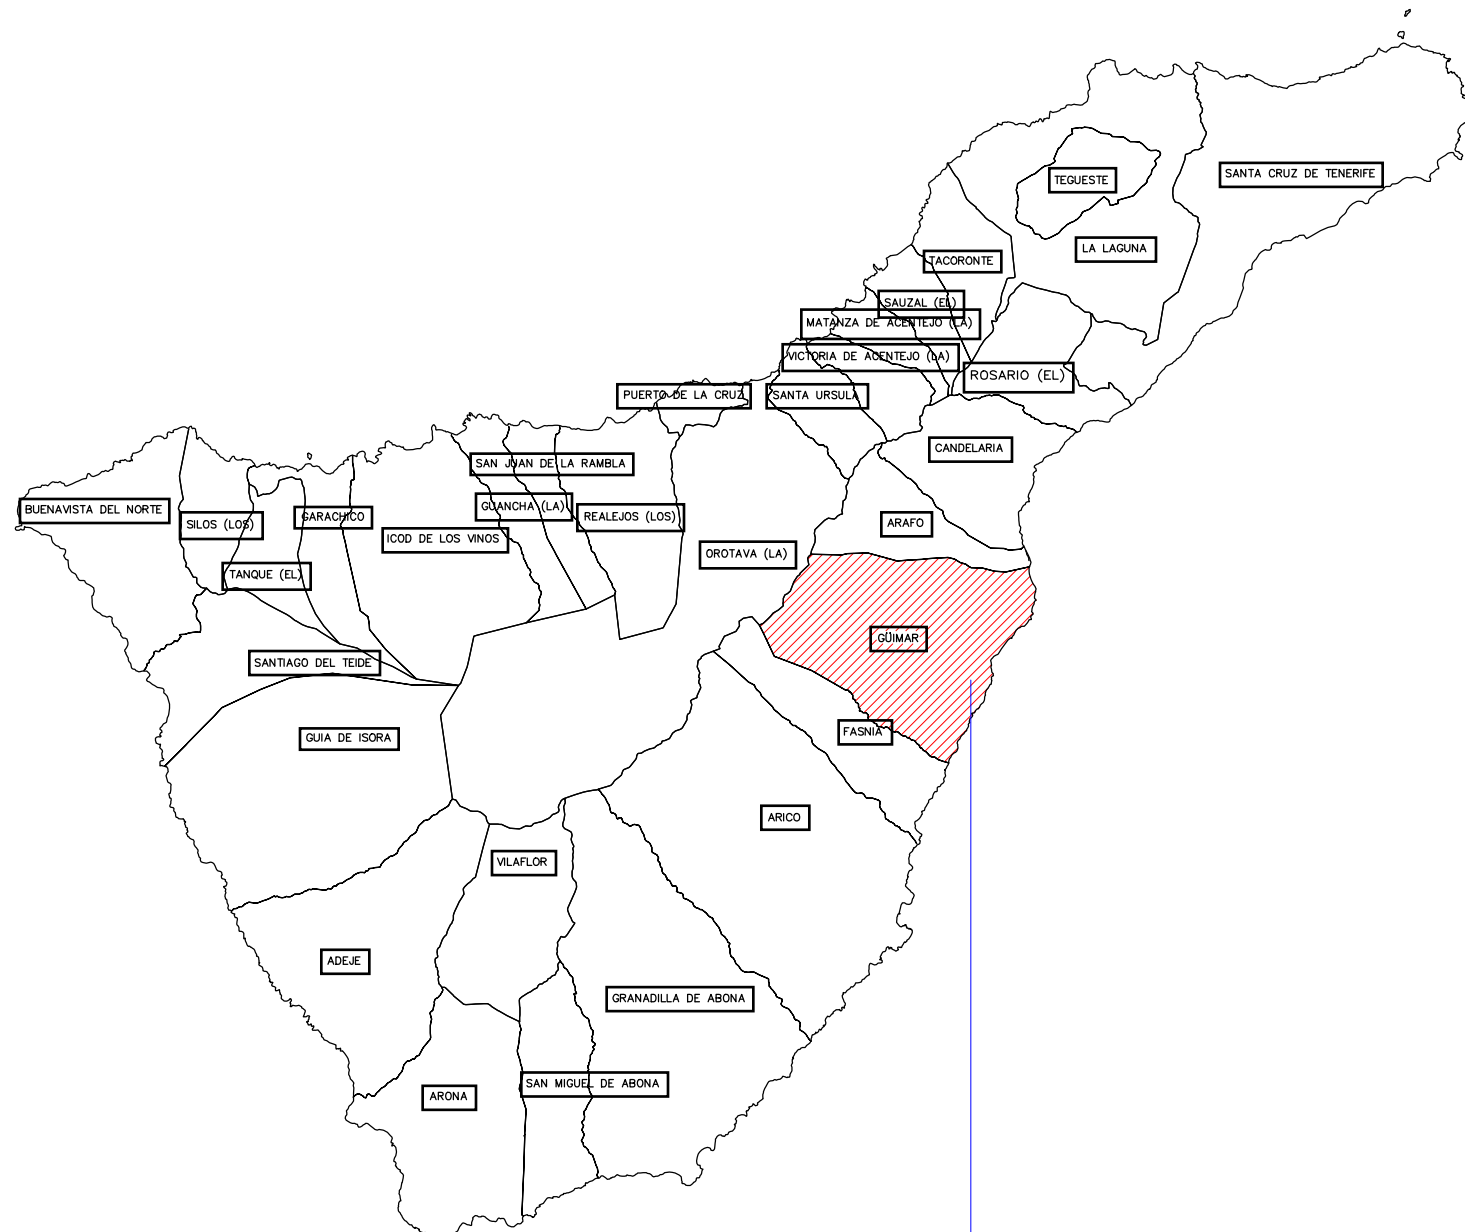 SANTA CRUZ DE TENERIFE
TEGUESTE
LA LAGUNA
TACORONTE
SAUZAL (EL)
MATANZA DE ACENTEJO (LA)
VICTORIA DE ACENTEJO (LA)
ROSARIO (EL)
PUERTO DE LA CRUZ
SANTA URSULA
CANDELARIA
SAN JUAN DE LA RAMBLA
BUENAVISTA DEL NORTE
SILOS (LOS)
GARACHICO
GUANCHA (LA)
REALEJOS (LOS)
ARAFO
ICOD DE LOS VINOS
OROTAVA (LA)
TANQUE (EL)
GÜIMAR
SANTIAGO DEL TEIDE
FASNIA
GUIA DE ISORA
ARICO
VILAFLOR
ADEJE
GRANADILLA DE ABONA
SAN MIGUEL DE ABONA
ARONA